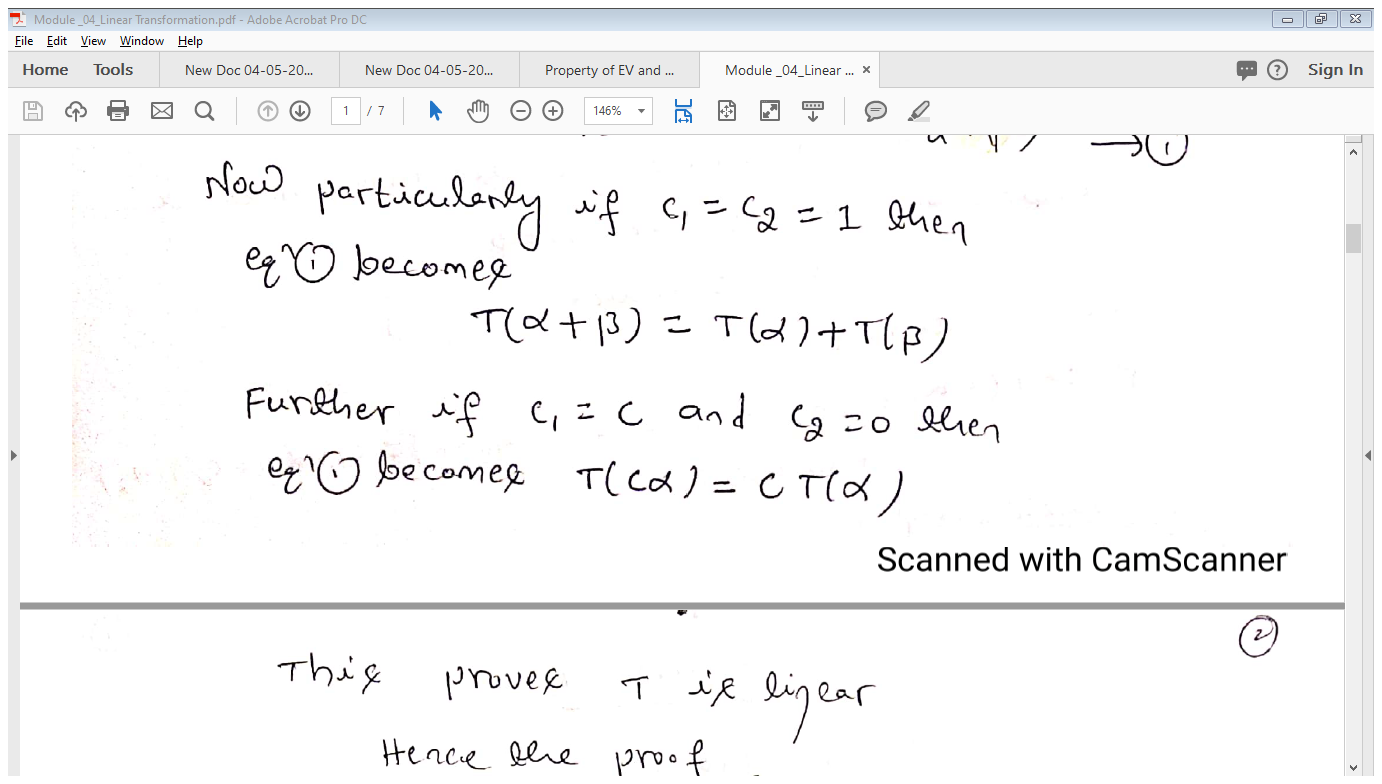 Module _04_Linear Transformation.pdf - Adobe Acrobat Pro DC
File Edit View Window Help
Home Tools New Doc 04-05-20... New Doc 04-05-20... Property of EV and ... Module _04_Linear ... × Sign In
1 / 7 146%
①
Now particularly if c₁ = c₂ = 1 then
eqⁿ ① becomes
T(α + β) = T(α) + T(β)
Further if c₁ = c and c₂ = 0 then
eqⁿ ① becomes T(cα) = c T(α)
Scanned with CamScanner
②
This proves T is linear
Hence the proof